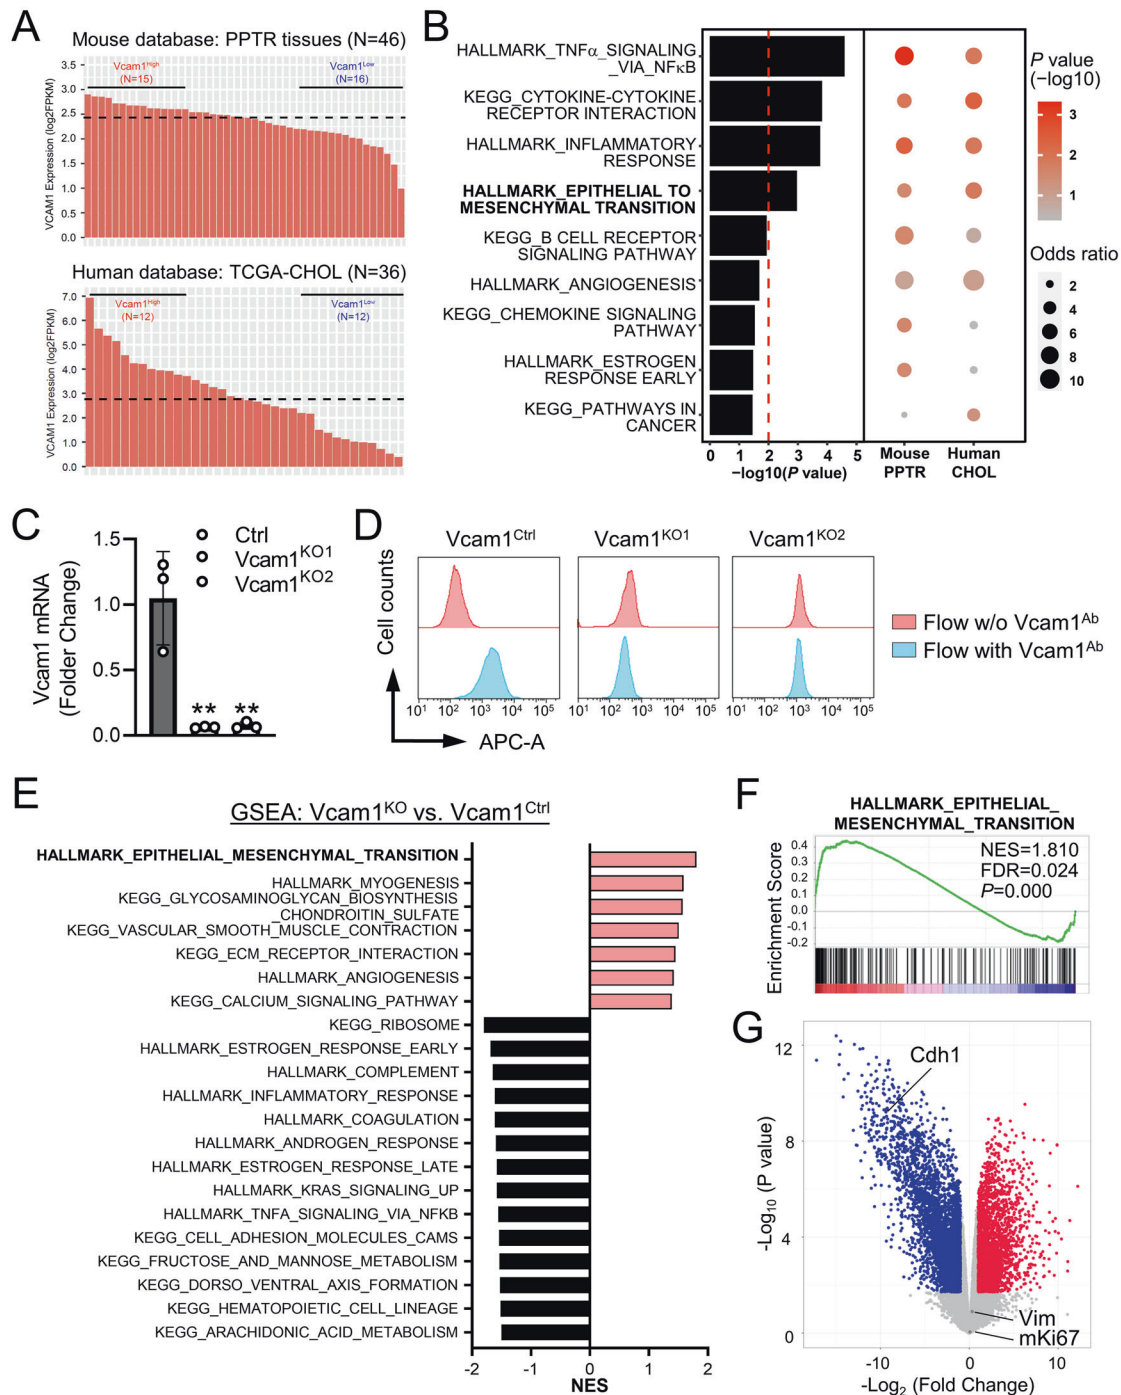 A
Mouse database: PPTR tissues (N=46)
VCAM1 Expression (log2FPKM)
3.5
3.0
2.5
2.0
1.5
1.0
0.5
0.0
Vcam1High
(N=15)
Vcam1Low
(N=16)
Human database: TCGA-CHOL (N=36)
VCAM1 Expression (log2FPKM)
7.0
6.0
5.0
4.0
3.0
2.0
1.0
0.0
Vcam1High
(N=12)
Vcam1Low
(N=12)
B
HALLMARK_TNFα_SIGNALING
_VIA_NFκB
KEGG_CYTOKINE-CYTOKINE
RECEPTOR INTERACTION
HALLMARK_INFLAMMATORY
RESPONSE
HALLMARK_EPITHELIAL TO
MESENCHYMAL TRANSITION
KEGG_B CELL RECEPTOR
SIGNALING PATHWAY
HALLMARK_ANGIOGENESIS
KEGG_CHEMOKINE SIGNALING
PATHWAY
HALLMARK_ESTROGEN
RESPONSE EARLY
KEGG_PATHWAYS IN
CANCER
0 1 2 3 4 5
−log10(P value)
Mouse
PPTR
Human
CHOL
P value
(−log10)
3
2
1
Odds ratio
2
4
6
8
10
C
Vcam1 mRNA
(Folder Change)
1.5
1.0
0.5
0.0
Ctrl
Vcam1KO1
Vcam1KO2
** **
D
Vcam1Ctrl
Vcam1KO1
Vcam1KO2
Cell counts
10¹ 10² 10³ 10⁴ 10⁵
10¹ 10² 10³ 10⁴ 10⁵
10¹ 10² 10³ 10⁴ 10⁵
APC-A
Flow w/o Vcam1Ab
Flow with Vcam1Ab
E
GSEA: Vcam1KO vs. Vcam1Ctrl
HALLMARK_EPITHELIAL_MESENCHYMAL_TRANSITION
HALLMARK_MYOGENESIS
KEGG_GLYCOSAMINOGLYCAN_BIOSYNTHESIS
_CHONDROITIN_SULFATE
KEGG_VASCULAR_SMOOTH_MUSCLE_CONTRACTION
KEGG_ECM_RECEPTOR_INTERACTION
HALLMARK_ANGIOGENESIS
KEGG_CALCIUM_SIGNALING_PATHWAY
KEGG_RIBOSOME
HALLMARK_ESTROGEN_RESPONSE_EARLY
HALLMARK_COMPLEMENT
HALLMARK_INFLAMMATORY_RESPONSE
HALLMARK_COAGULATION
HALLMARK_ANDROGEN_RESPONSE
HALLMARK_ESTROGEN_RESPONSE_LATE
HALLMARK_KRAS_SIGNALING_UP
HALLMARK_TNFA_SIGNALING_VIA_NFKB
KEGG_CELL_ADHESION_MOLECULES_CAMS
KEGG_FRUCTOSE_AND_MANNOSE_METABOLISM
KEGG_DORSO_VENTRAL_AXIS_FORMATION
KEGG_HEMATOPOIETIC_CELL_LINEAGE
KEGG_ARACHIDONIC_ACID_METABOLISM
-2 -1 0 1 2
NES
F
HALLMARK_EPITHELIAL_
MESENCHYMAL_TRANSITION
Enrichment Score
0.4
0.3
0.2
0.1
0.0
-0.1
-0.2
NES=1.810
FDR=0.024
P=0.000
G
-Log10 (P value)
12
8
4
0
Cdh1
Vim
mKi67
-10 0 10
-Log2 (Fold Change)